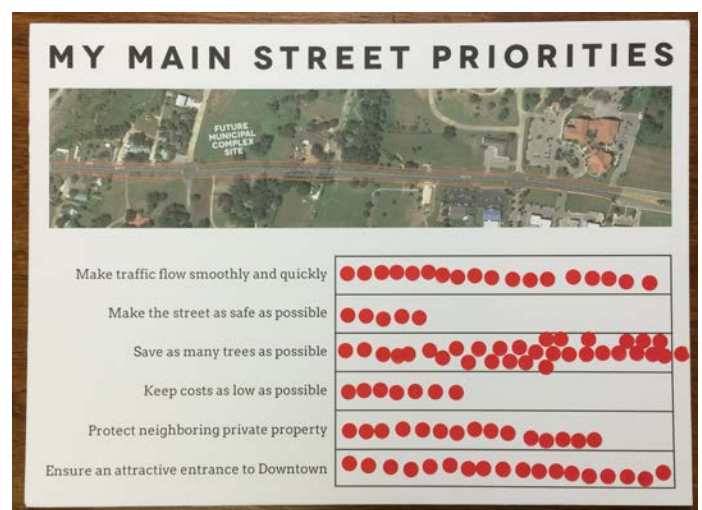 MY MAIN STREET PRIORITIES
FUTURE
MUNICIPAL
COMPLEX
SITE
Make traffic flow smoothly and quickly
Make the street as safe as possible
Save as many trees as possible
Keep costs as low as possible
Protect neighboring private property
Ensure an attractive entrance to Downtown